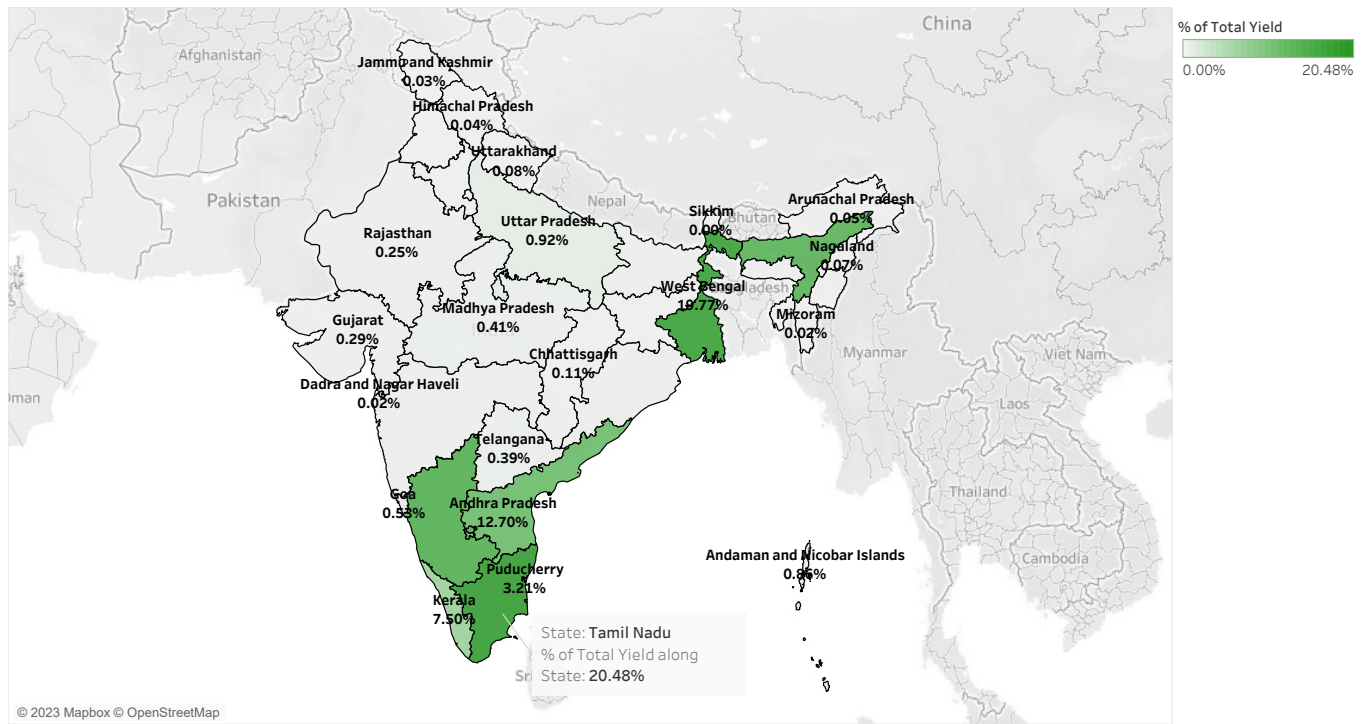 % of Total Yield
0.00% 20.48%
China
Afghanistan
Jammu and Kashmir
0.03%
Himachal Pradesh
0.04%
Uttarakhand
0.08%
Pakistan
Nepal
Arunachal Pradesh
0.05%
Sikkim
0.00%
Bhutan
Uttar Pradesh
0.92%
Rajasthan
0.25%
Nagaland
0.07%
West Bengal
19.77%
Madhya Pradesh
0.41%
Mizoram
0.02%
Gujarat
0.29%
Myanmar
Viet Nam
Chhattisgarh
0.11%
Dadra and Nagar Haveli
0.02%
Laos
Telangana
0.39%
Thailand
Goa
0.53%
Andhra Pradesh
12.70%
Andaman and Nicobar Islands
0.86%
Cambodia
Puducherry
3.21%
Kerala
7.50%
State: Tamil Nadu
% of Total Yield along
State: 20.48%
© 2023 Mapbox © OpenStreetMap